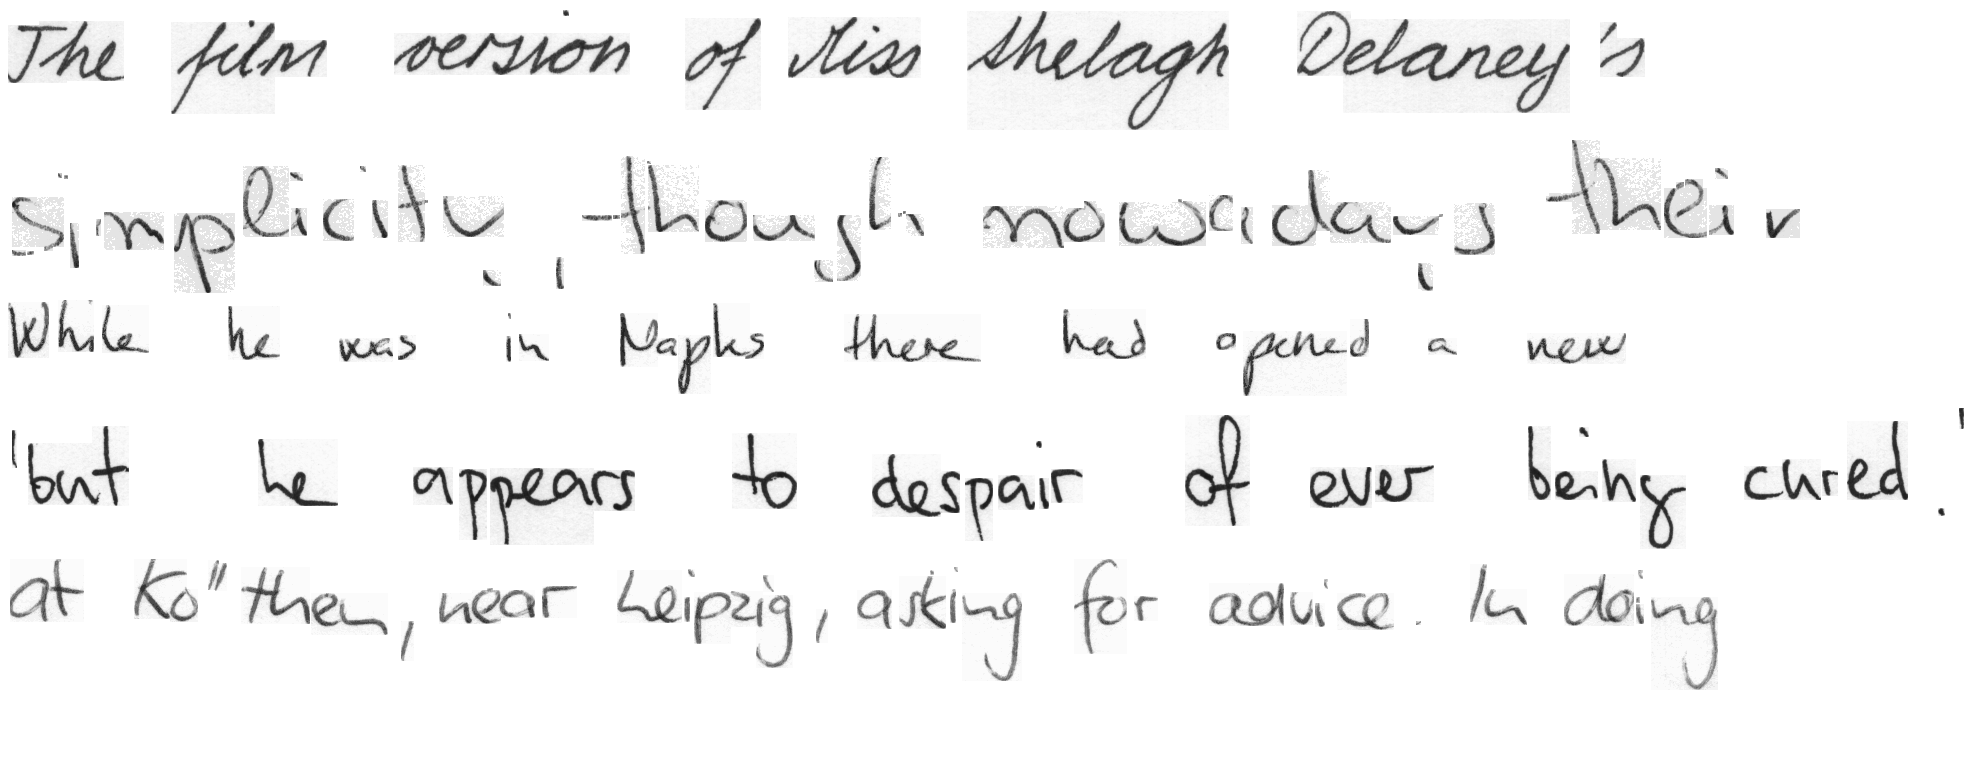 The film version of Miss Shelagh Delaney's
simplicity, though nowadays their
While he was in Naples there had opened a new
'but he appears to despair of ever being cured.'
at Ko"then, near Leipzig, asking for advice. In doing